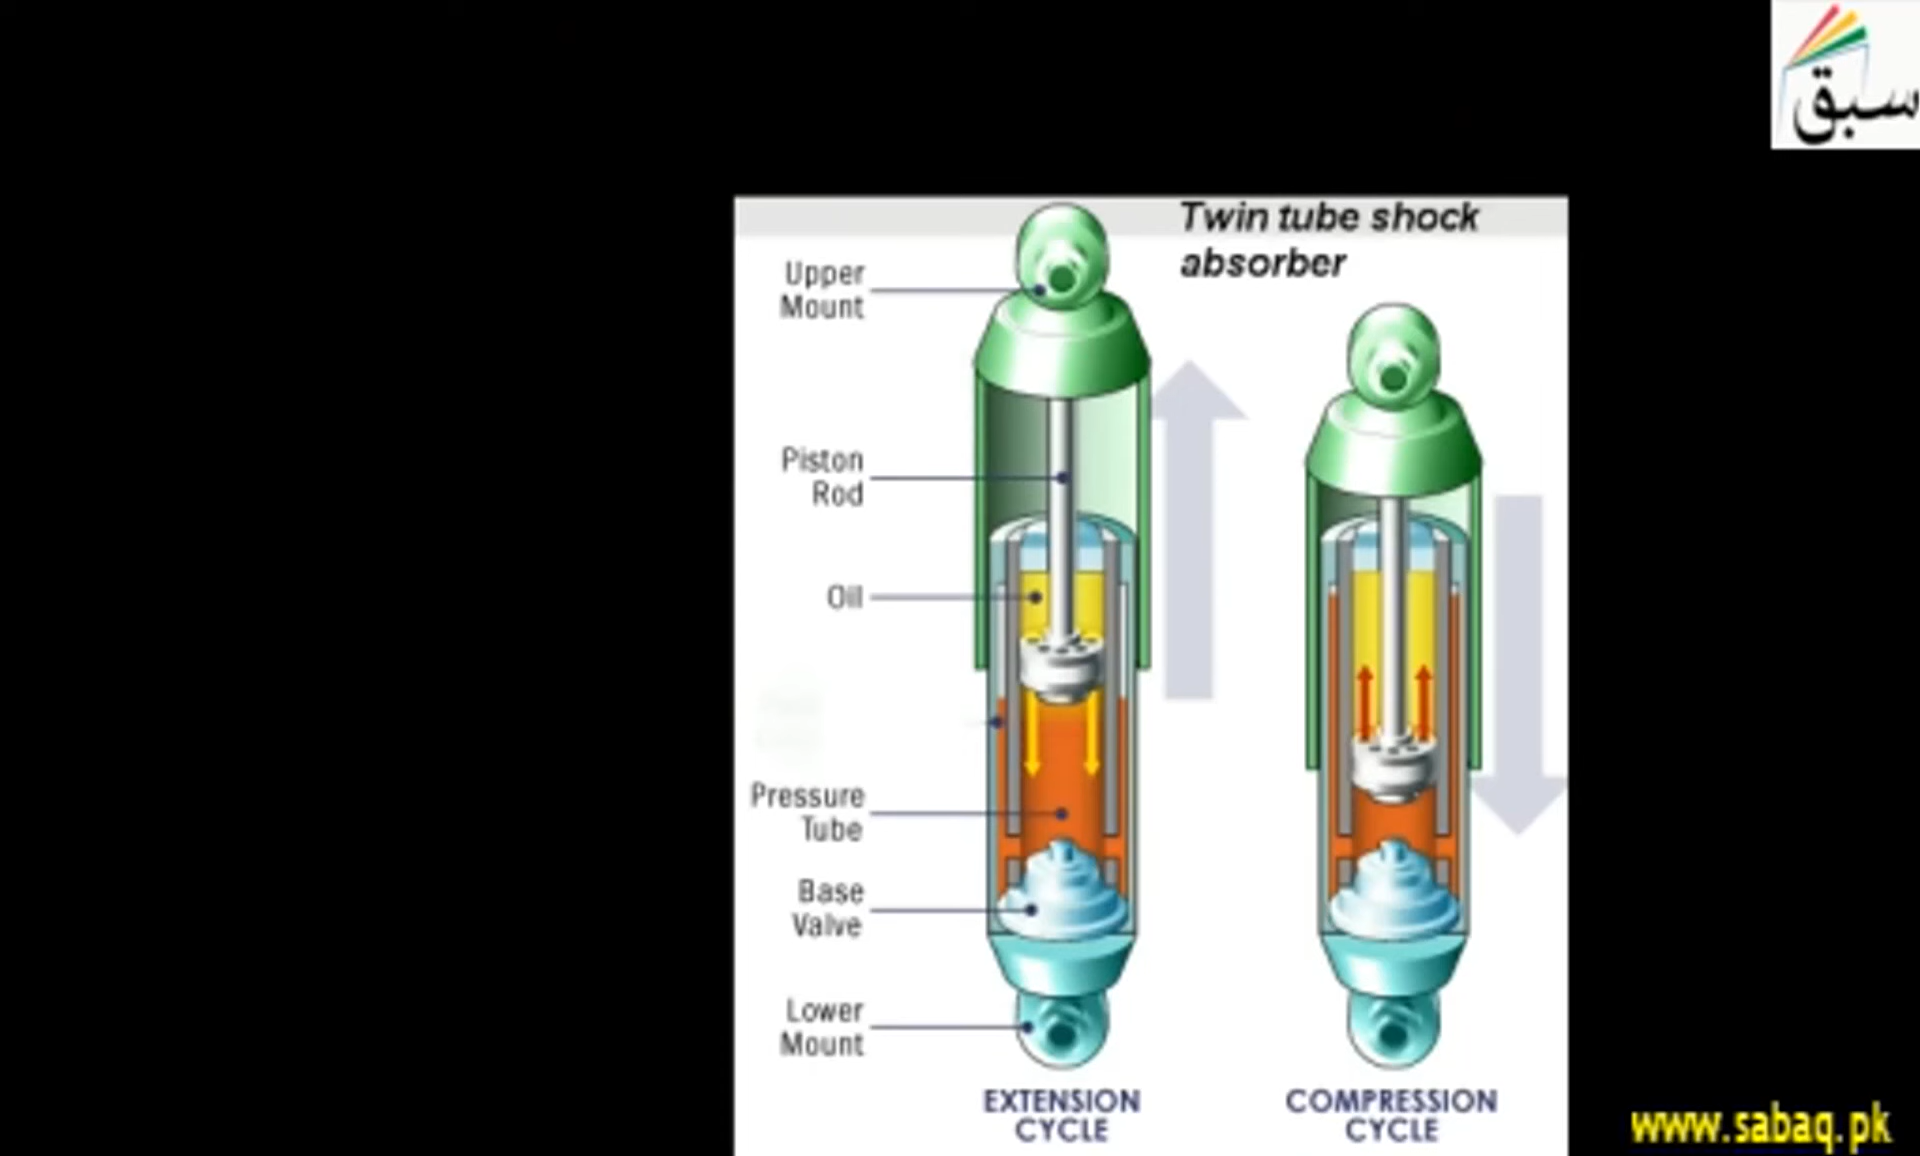 سبق
Twin tube shock
absorber
Upper
Mount
Piston
Rod
Oil
Pressure
Tube
Base
Valve
Lower
Mount
EXTENSION
CYCLE
COMPRESSION
CYCLE
www.sabaq.pk